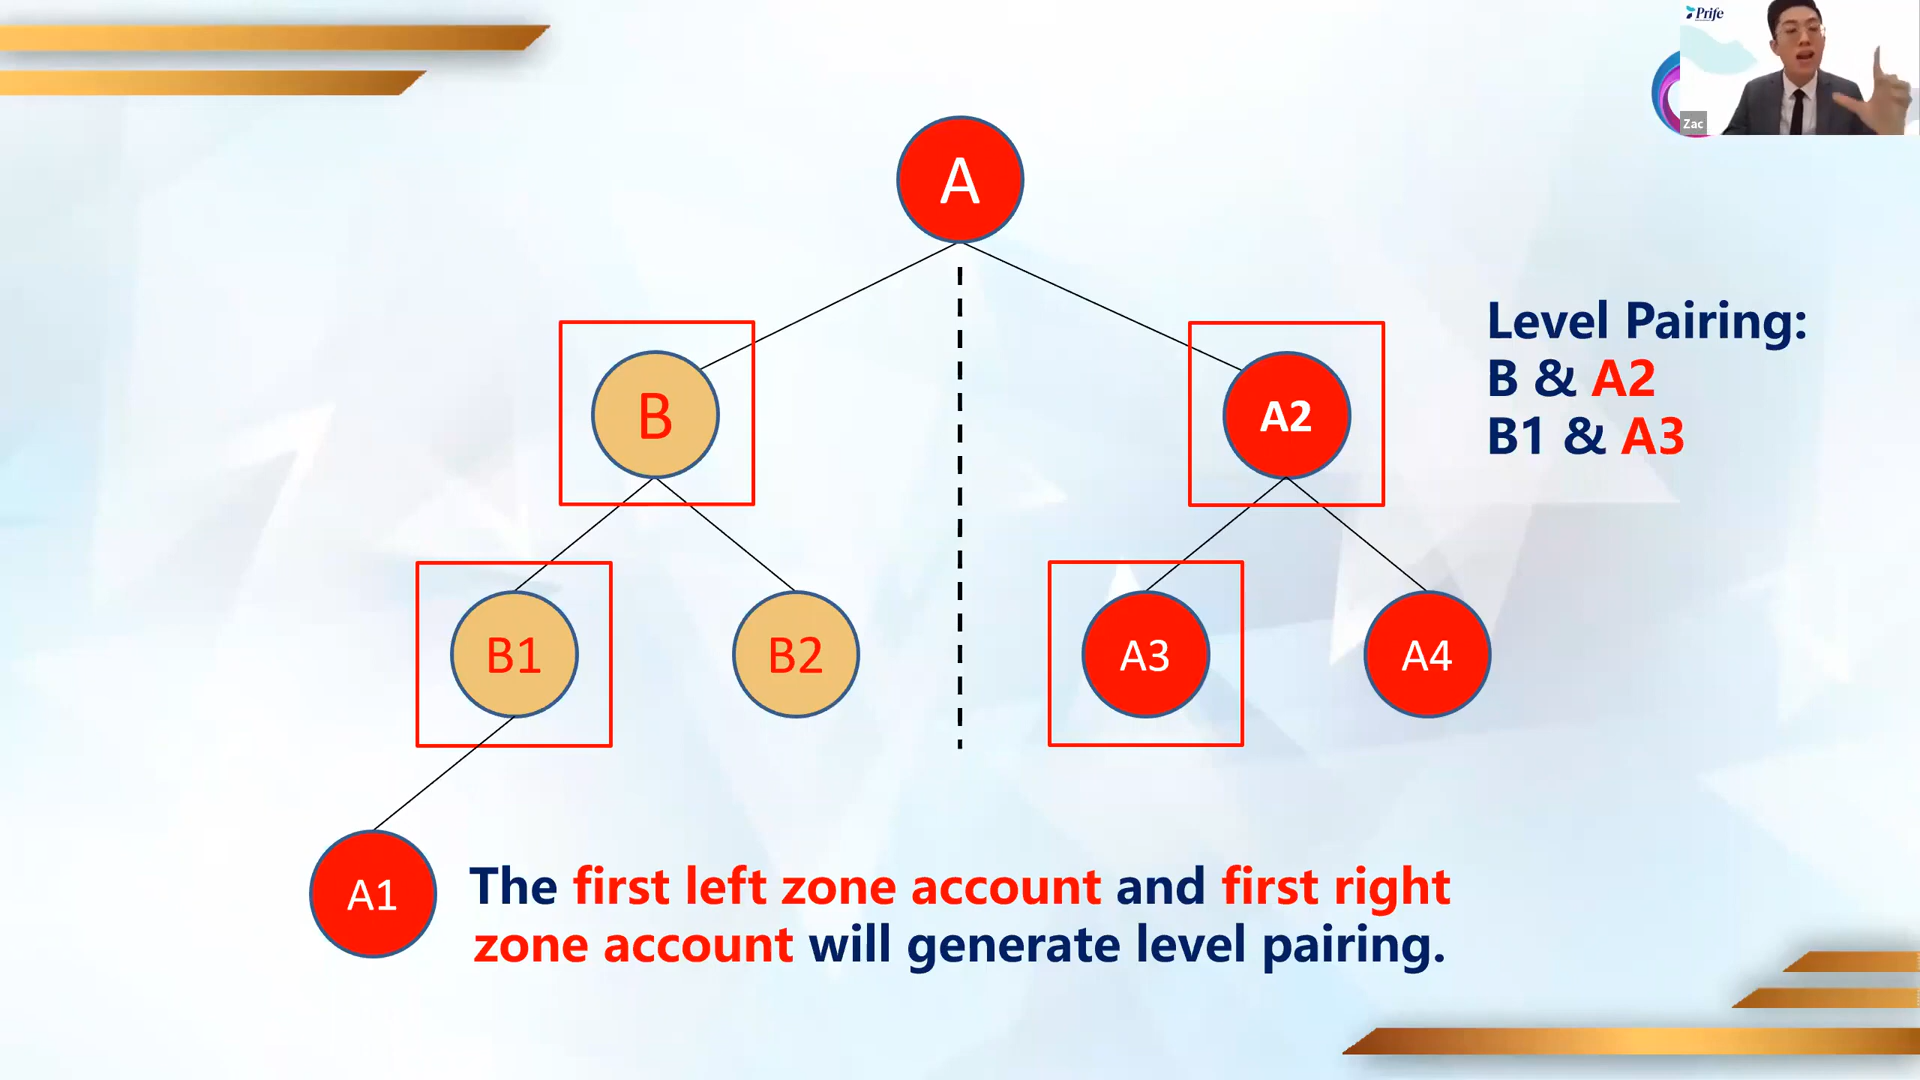 Prife
Zac
A
B
A2
Level Pairing:
B & A2
B1 & A3
B1
B2
A3
A4
A1
The first left zone account and first right
zone account will generate level pairing.